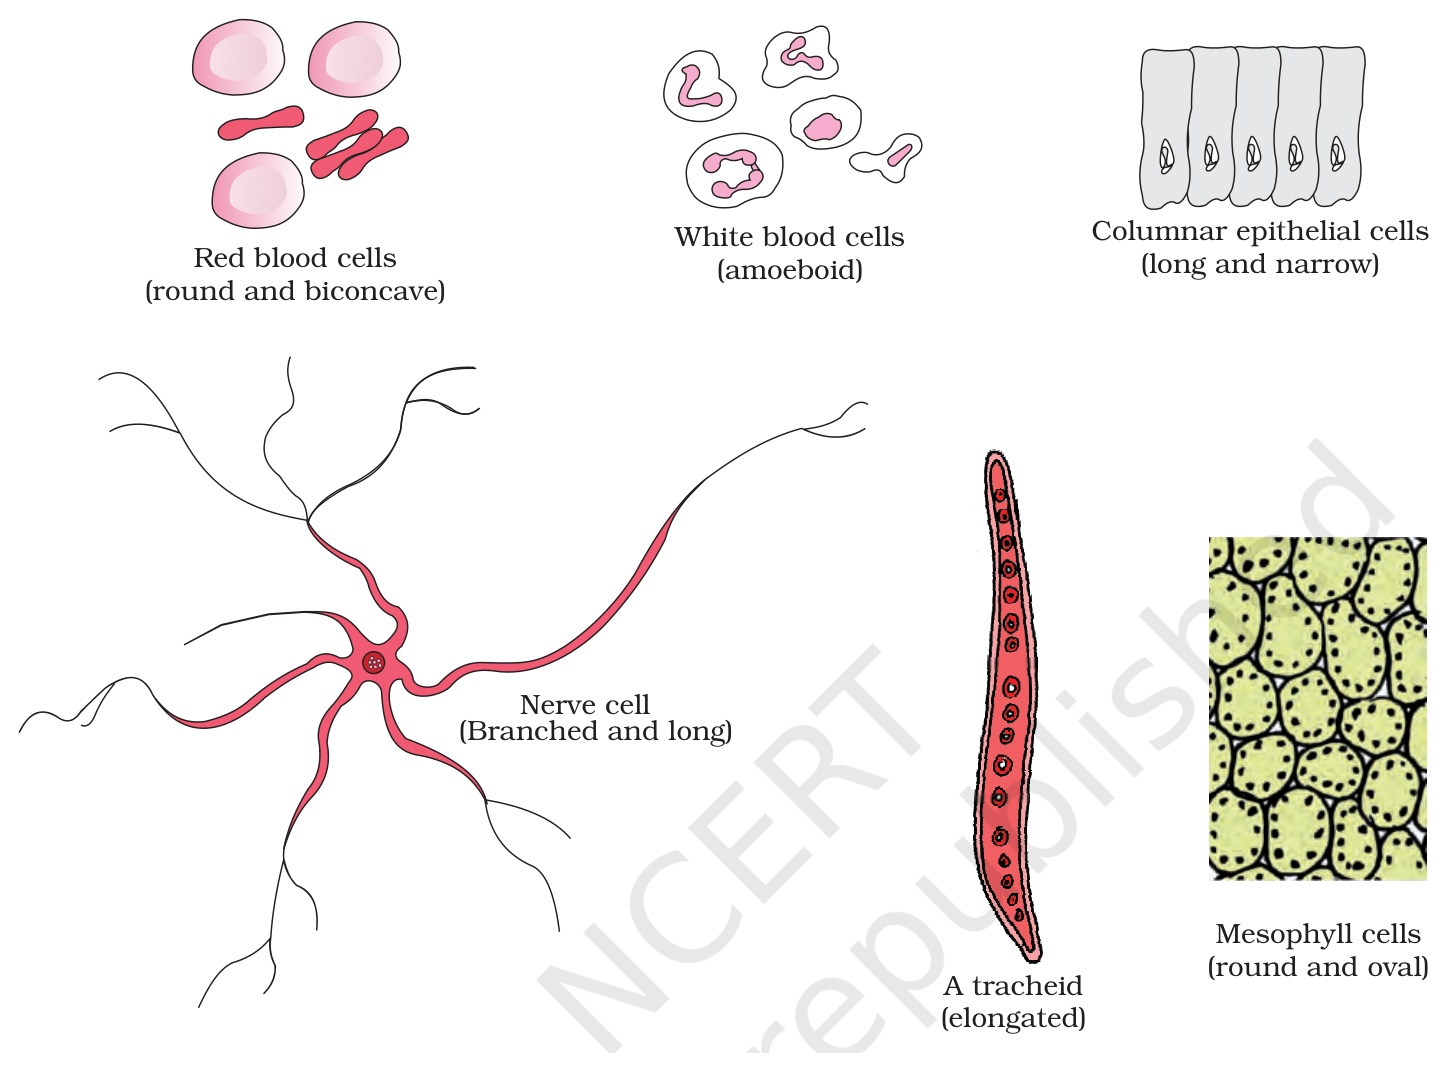 Red blood cells
(round and biconcave)
White blood cells
(amoeboid)
Columnar epithelial cells
(long and narrow)
Nerve cell
(Branched and long)
A tracheid
(elongated)
Mesophyll cells
(round and oval)
NCERT
republished